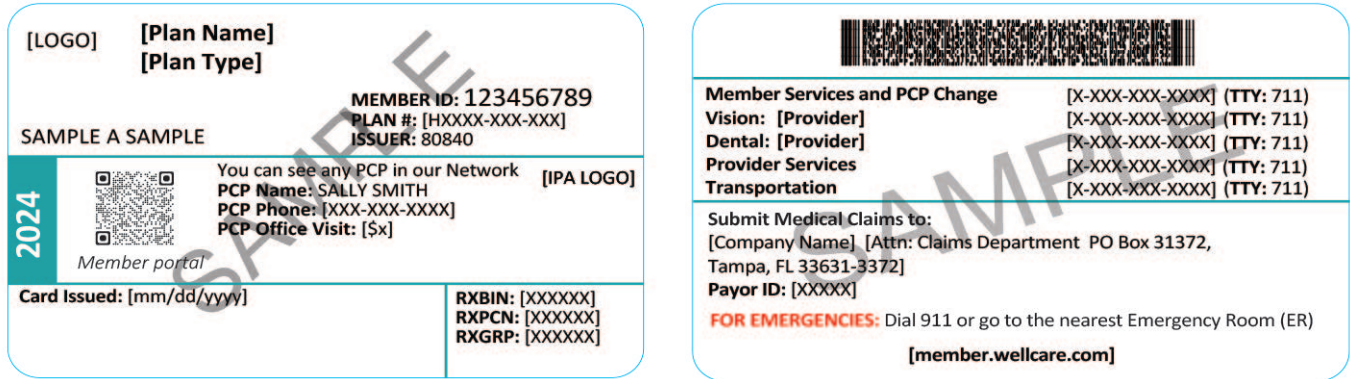 [LOGO]
[Plan Name]
[Plan Type]
MEMBER ID: 123456789
PLAN #: [HXXXX-XXX-XXX]
ISSUER: 80840
SAMPLE A SAMPLE
2024
You can see any PCP in our Network
[IPA LOGO]
PCP Name: SALLY SMITH
PCP Phone: [XXX-XXX-XXXX]
PCP Office Visit: [$x]
Member portal
Card Issued: [mm/dd/yyyy]
RXBIN: [XXXXXX]
RXPCN: [XXXXXX]
RXGRP: [XXXXXX]
SAMPLE
Member Services and PCP Change [X-XXX-XXX-XXXX] (TTY: 711)
Vision: [Provider] [X-XXX-XXX-XXXX] (TTY: 711)
Dental: [Provider] [X-XXX-XXX-XXXX] (TTY: 711)
Provider Services [X-XXX-XXX-XXXX] (TTY: 711)
Transportation [X-XXX-XXX-XXXX] (TTY: 711)
Submit Medical Claims to:
[Company Name] [Attn: Claims Department PO Box 31372,
Tampa, FL 33631-3372]
Payor ID: [XXXXX]
FOR EMERGENCIES: Dial 911 or go to the nearest Emergency Room (ER)
[member.wellcare.com]
SAMPLE